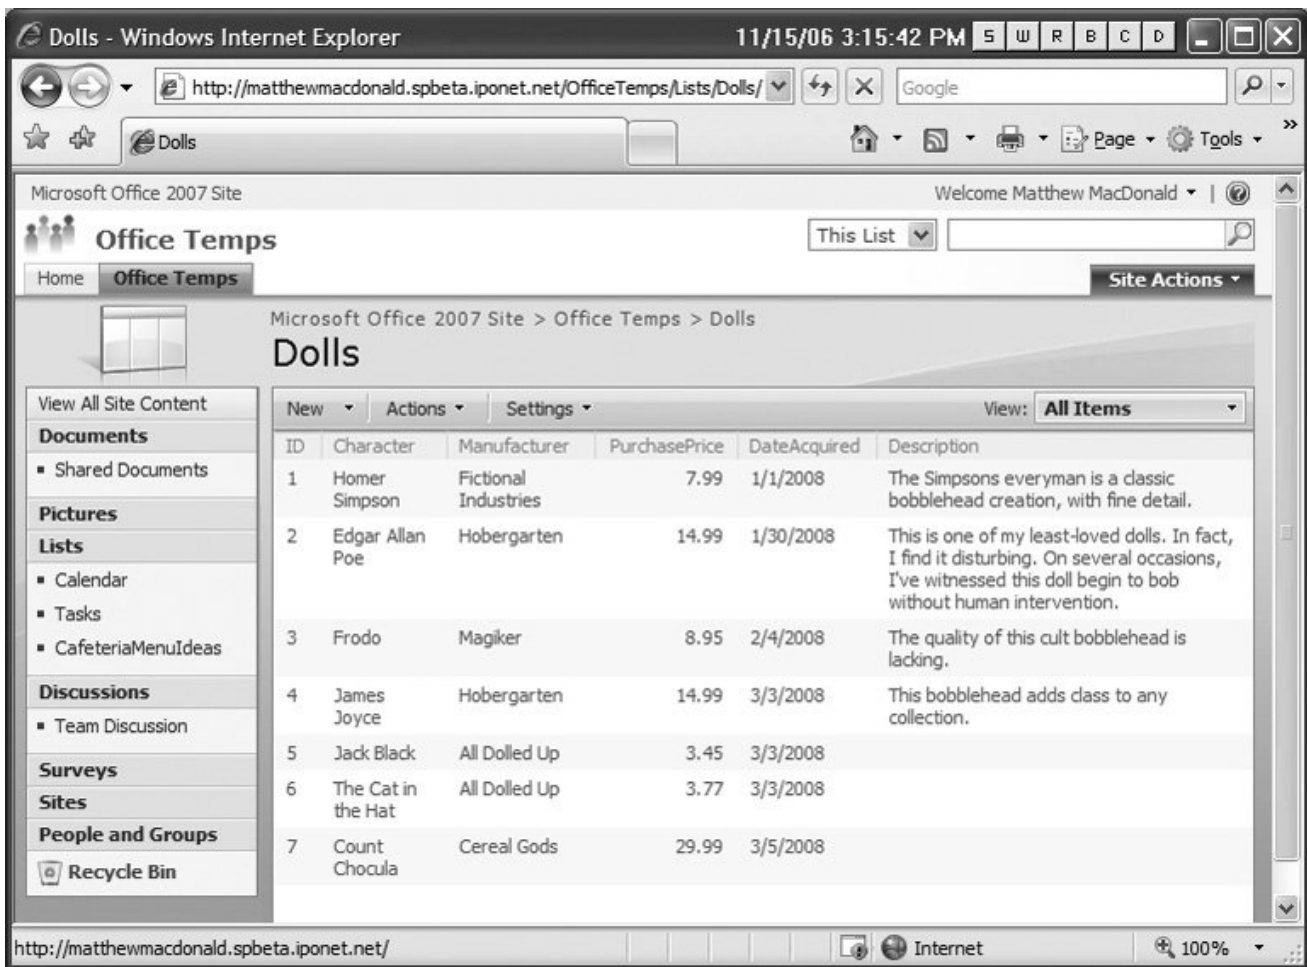 Dolls - Windows Internet Explorer 11/15/06 3:15:42 PM S W R B C D
http://matthewmacdonald.spbeta.iponet.net/OfficeTemps/Lists/Dolls/ Google
Dolls Page Tools »
Microsoft Office 2007 Site Welcome Matthew MacDonald |
Office Temps This List
Home Office Temps Site Actions
Microsoft Office 2007 Site > Office Temps > Dolls
Dolls
View All Site Content
Documents
Shared Documents
Pictures
Lists
Calendar
Tasks
CafeteriaMenuIdeas
Discussions
Team Discussion
Surveys
Sites
People and Groups
Recycle Bin
New Actions Settings View: All Items
ID Character Manufacturer PurchasePrice DateAcquired Description
1 Homer Fictional 7.99 1/1/2008 The Simpsons everyman is a classic
Simpson Industries bobblehead creation, with fine detail.
2 Edgar Allan Hobergarten 14.99 1/30/2008 This is one of my least-loved dolls. In fact,
Poe I find it disturbing. On several occasions,
I've witnessed this doll begin to bob
without human intervention.
3 Frodo Magiker 8.95 2/4/2008 The quality of this cult bobblehead is
lacking.
4 James Hobergarten 14.99 3/3/2008 This bobblehead adds class to any
Joyce collection.
5 Jack Black All Dolled Up 3.45 3/3/2008
6 The Cat in All Dolled Up 3.77 3/3/2008
the Hat
7 Count Cereal Gods 29.99 3/5/2008
Chocula
http://matthewmacdonald.spbeta.iponet.net/ Internet 100%